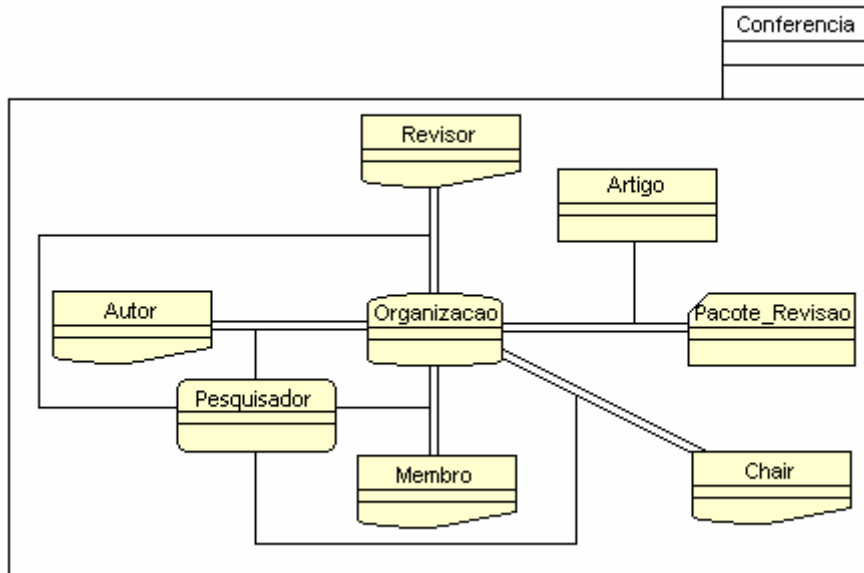 Conferencia
Revisor
Artigo
Autor
Organizacao
Pacote_Revisao
Pesquisador
Membro
Chair